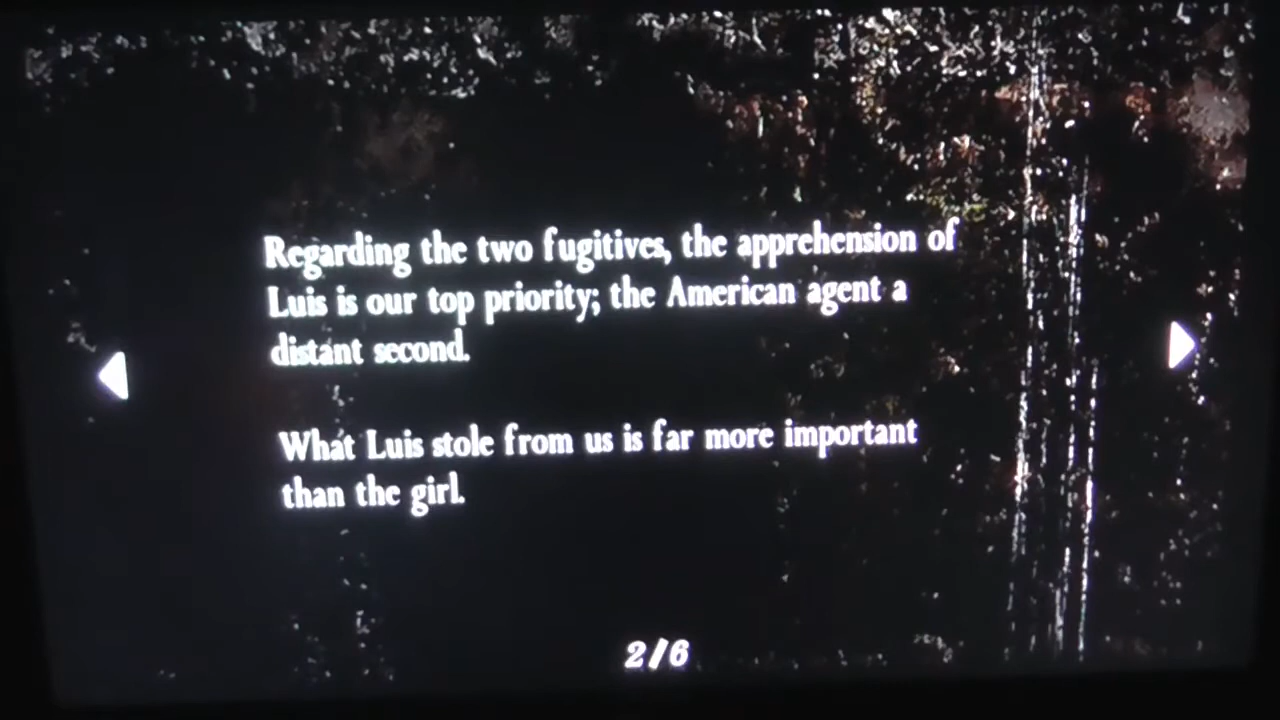 Regarding the two fugitives, the apprehension of
Luis is our top priority; the American agent a
distant second.
What Luis stole from us is far more important
than the girl.
2/6